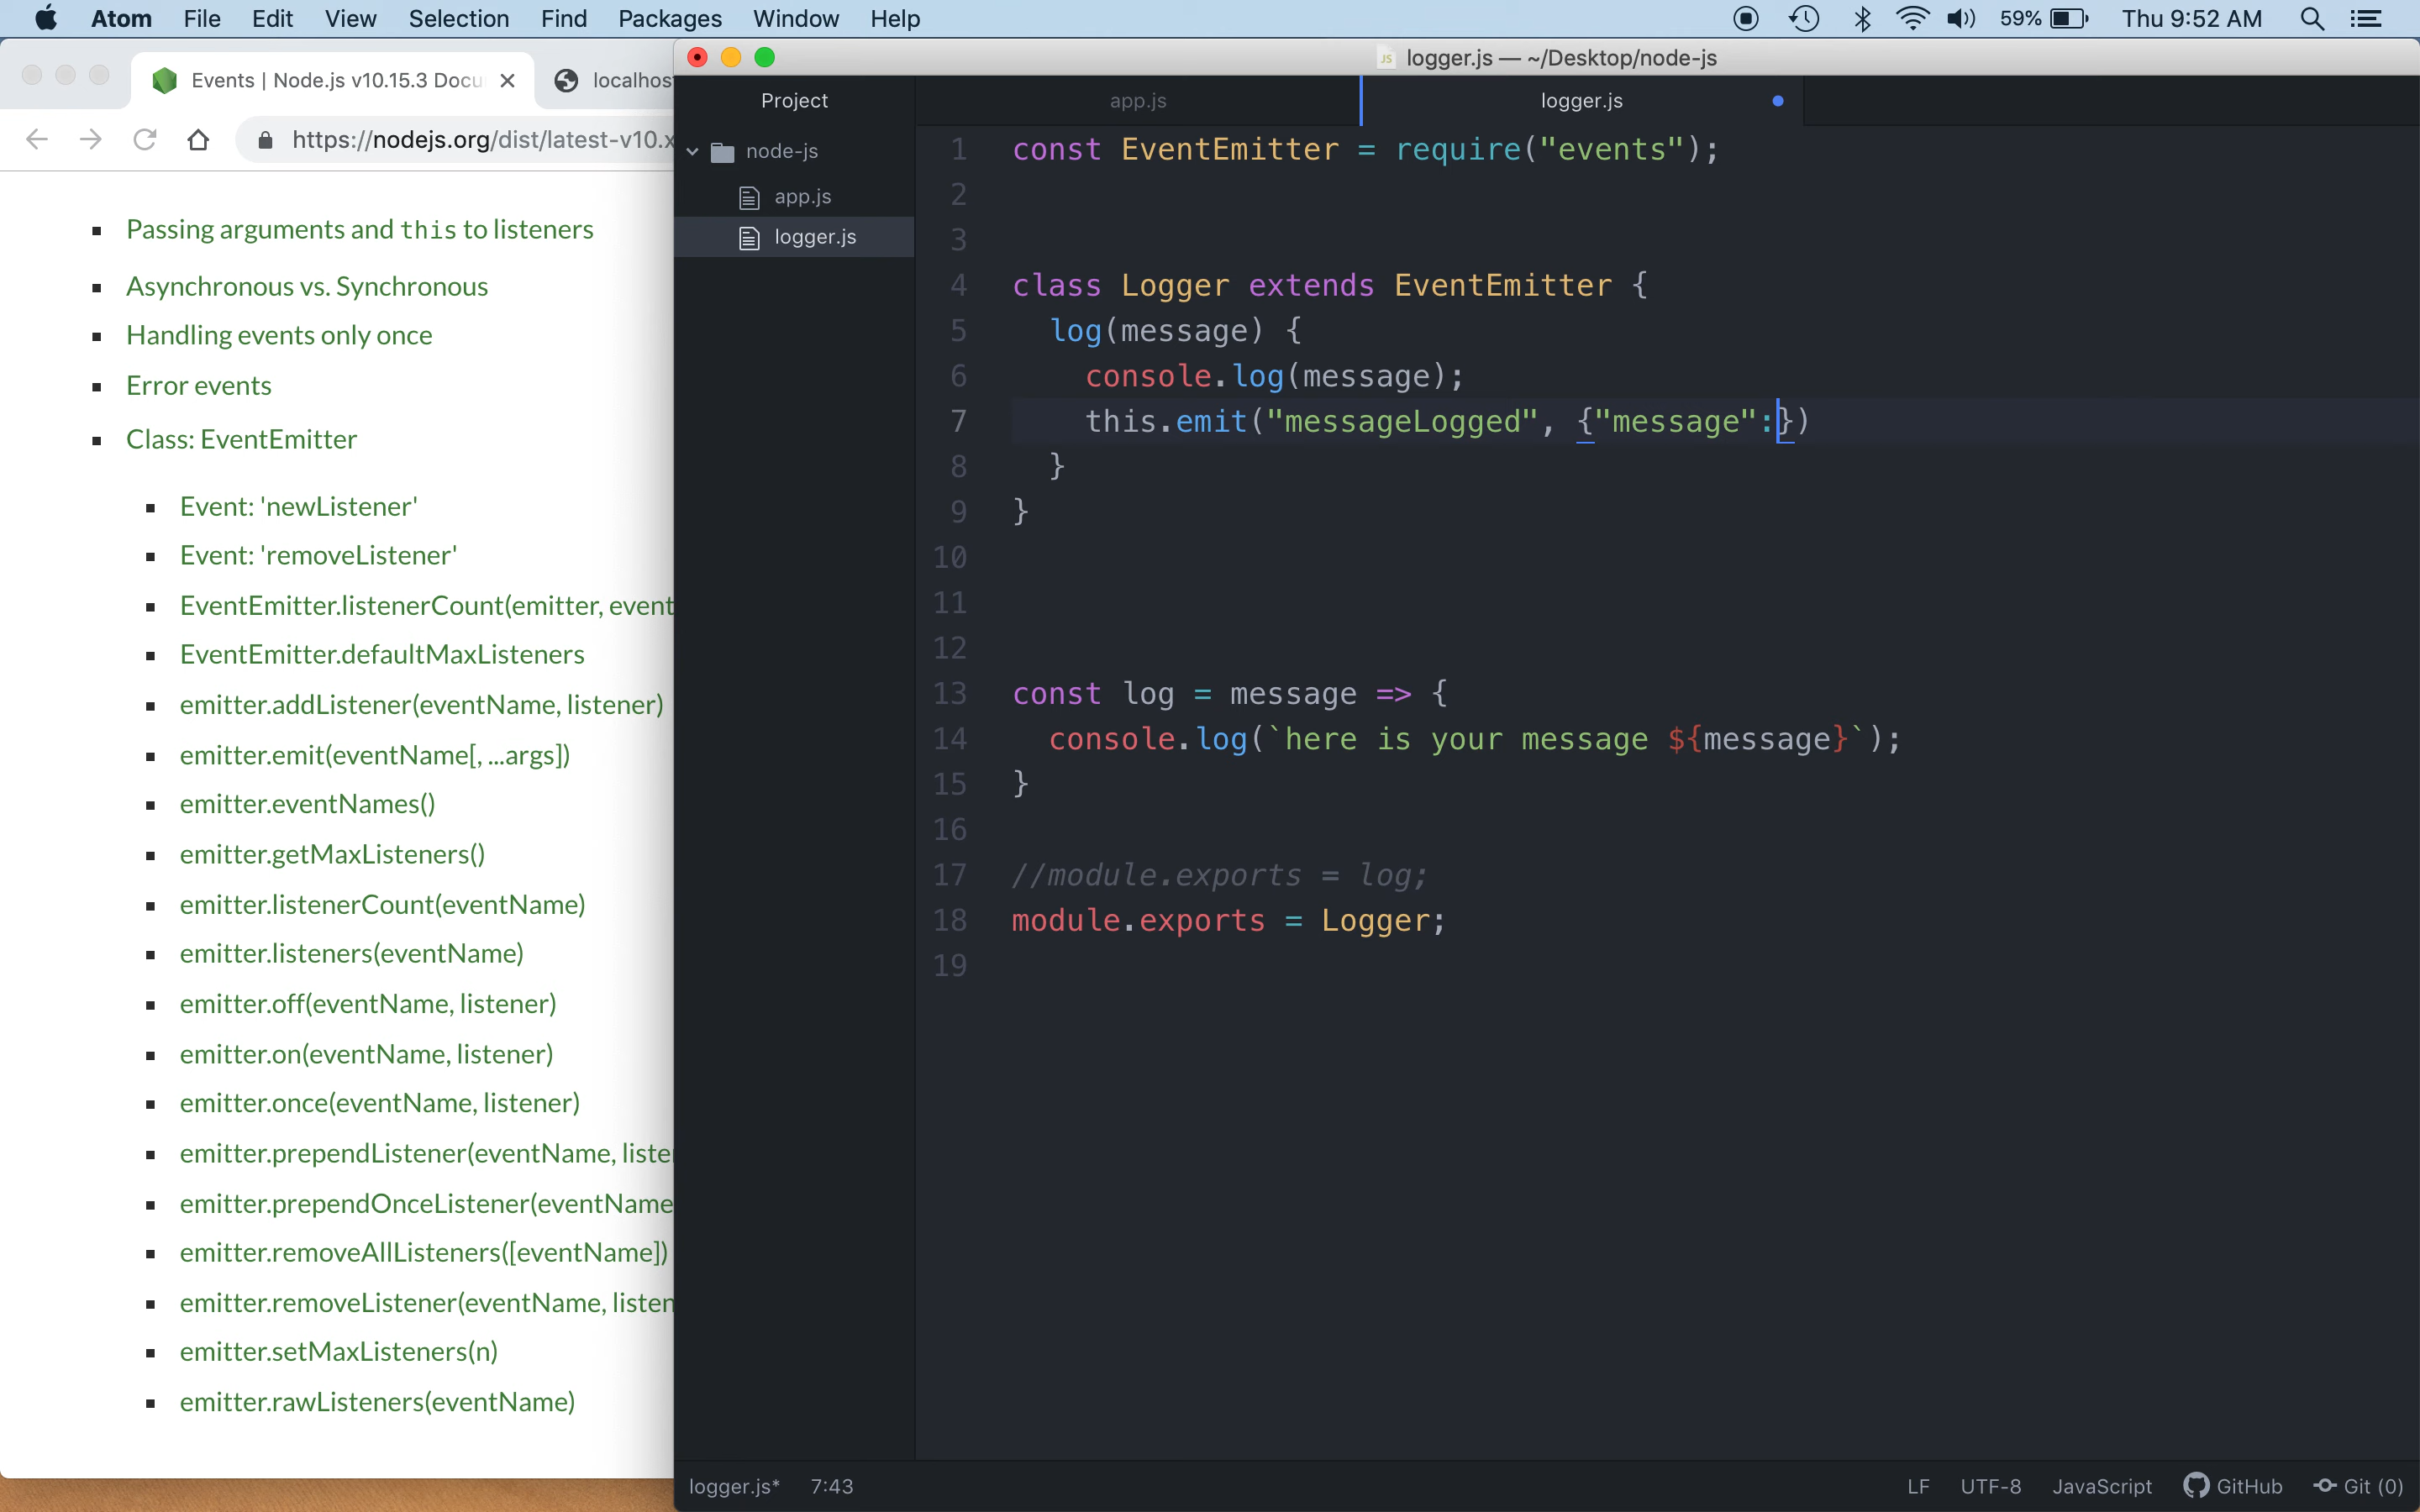 Atom File Edit View Selection Find Packages Window Help 59% Thu 9:52 AM
Events | Node.js v10.15.3 Docu
localhos
https://nodejs.org/dist/latest-v10.x
Passing arguments and this to listeners
Asynchronous vs. Synchronous
Handling events only once
Error events
Class: EventEmitter
Event: 'newListener'
Event: 'removeListener'
EventEmitter.listenerCount(emitter, event
EventEmitter.defaultMaxListeners
emitter.addListener(eventName, listener)
emitter.emit(eventName[, ...args])
emitter.eventNames()
emitter.getMaxListeners()
emitter.listenerCount(eventName)
emitter.listeners(eventName)
emitter.off(eventName, listener)
emitter.on(eventName, listener)
emitter.once(eventName, listener)
emitter.prependListener(eventName, liste
emitter.prependOnceListener(eventName
emitter.removeAllListeners([eventName])
emitter.removeListener(eventName, listen
emitter.setMaxListeners(n)
emitter.rawListeners(eventName)
JS logger.js — ~/Desktop/node-js
Project
node-js
app.js
logger.js
app.js
logger.js
1 const EventEmitter = require("events");
2
3
4 class Logger extends EventEmitter {
5 log(message) {
6 console.log(message);
7 this.emit("messageLogged", {"message":})
8 }
9 }
10
11
12
13 const log = message => {
14 console.log(`here is your message ${message}`);
15 }
16
17 //module.exports = log;
18 module.exports = Logger;
19
logger.js* 7:43 LF UTF-8 JavaScript GitHub Git (0)